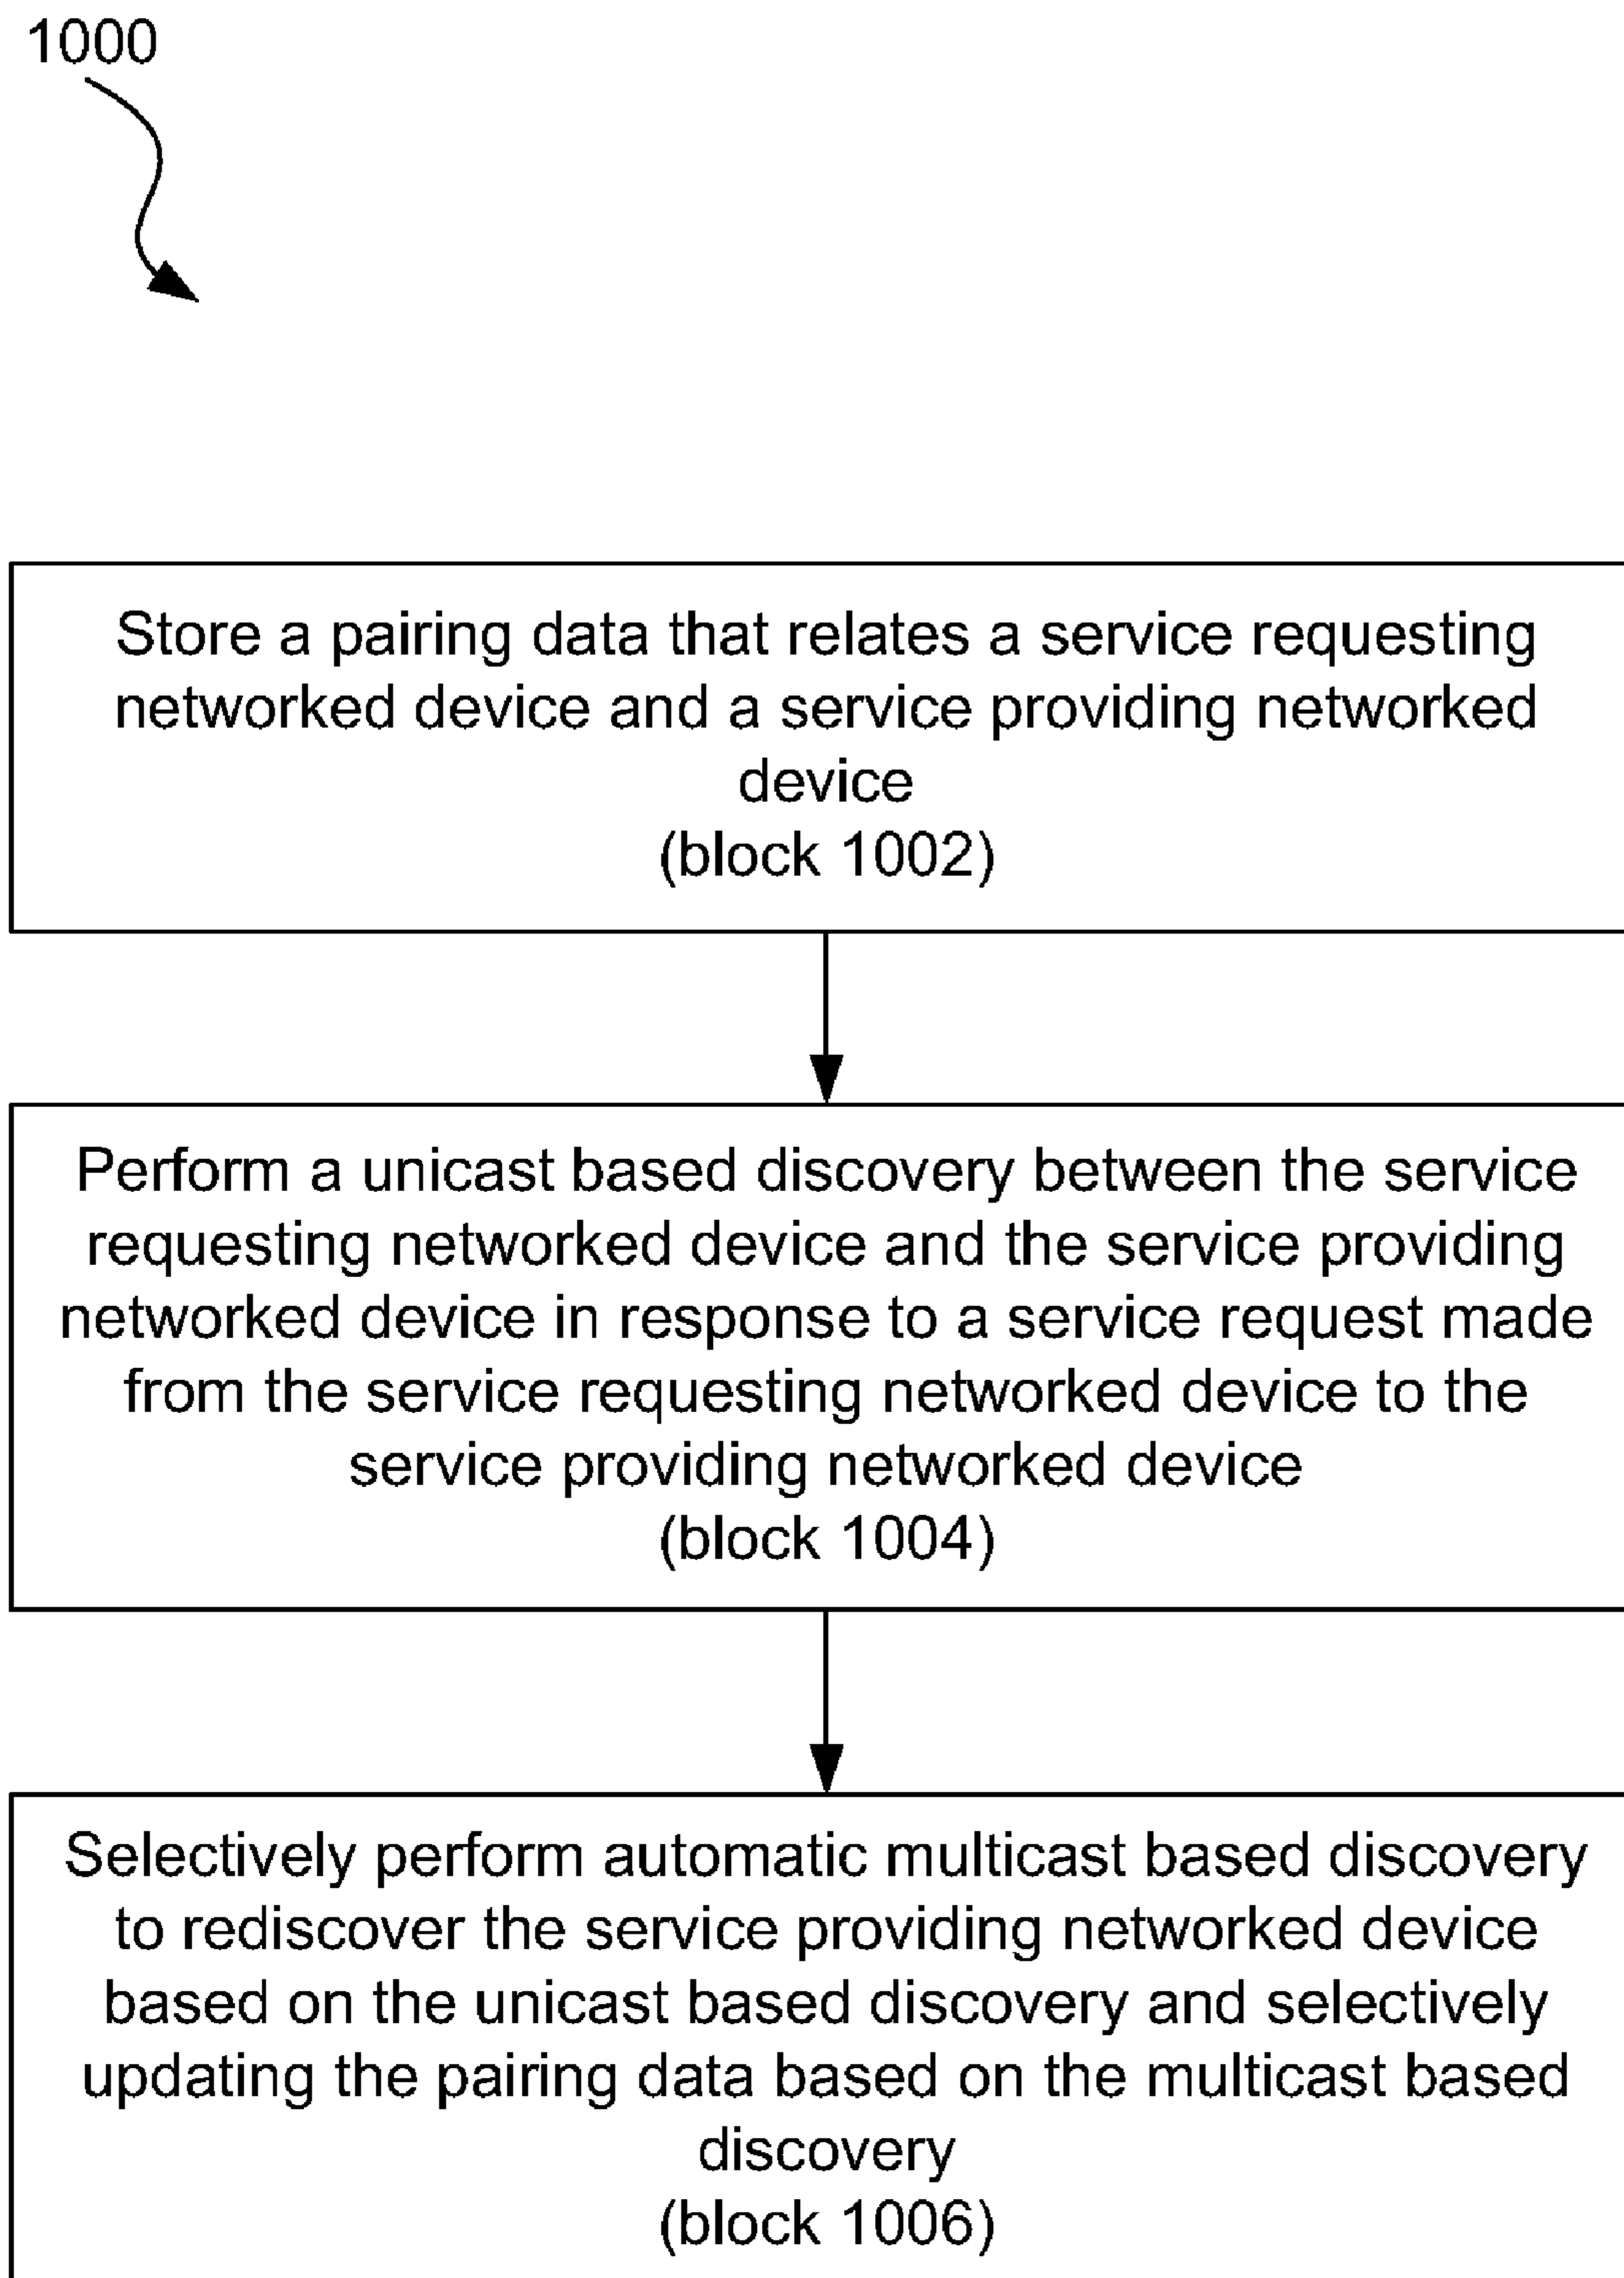 1000
Store a pairing data that relates a service requesting
networked device and a service providing networked
device
(block 1002)
Perform a unicast based discovery between the service
requesting networked device and the service providing
networked device in response to a service request made
from the service requesting networked device to the
service providing networked device
(block 1004)
Selectively perform automatic multicast based discovery
to rediscover the service providing networked device
based on the unicast based discovery and selectively
updating the pairing data based on the multicast based
discovery
(block 1006)